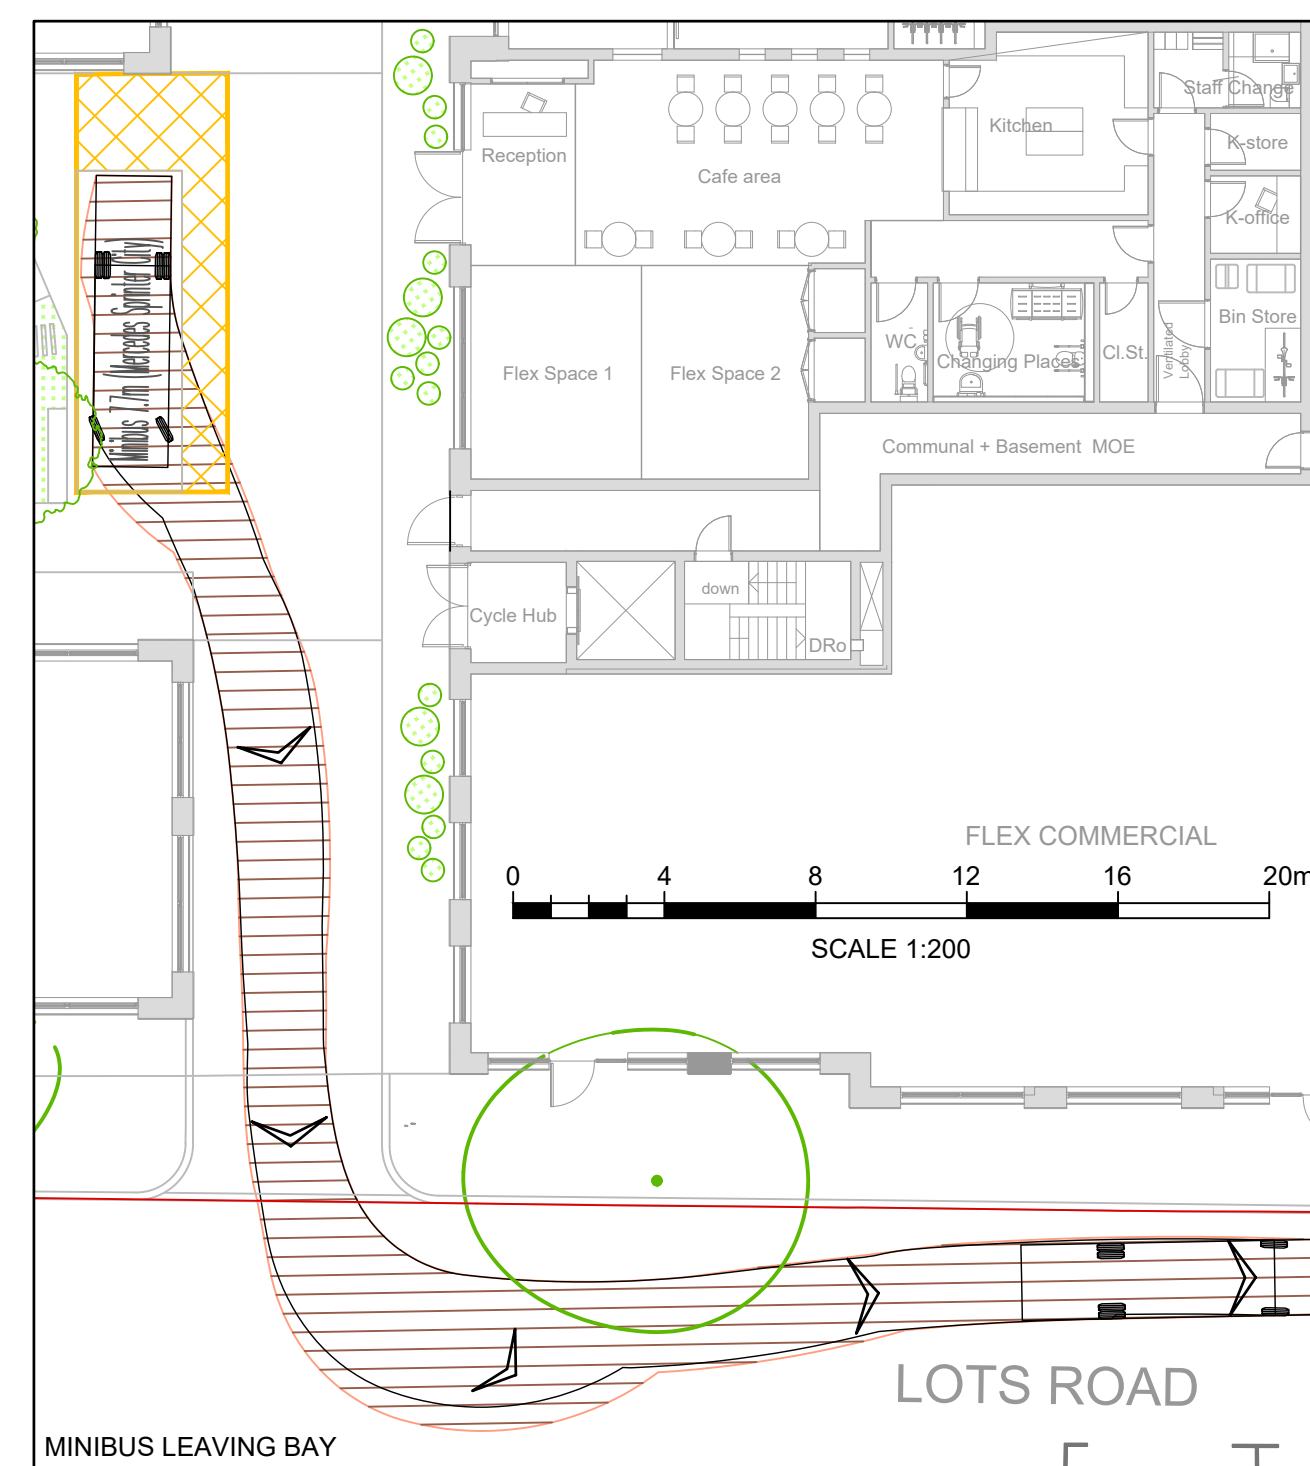 Staff Change
Kitchen
Reception
K-store
Cafe area
K-office
Minibus 7.7m (Mercedes Sprinter City)
Bin Store
WC
Changing Places
Cl.St.
Ventilated
Lobby
Flex Space 1
Flex Space 2
Communal + Basement MOE
down
Cycle Hub
DRo
FLEX COMMERCIAL
0 4 8 12 16 20m
SCALE 1:200
LOTS ROAD
MINIBUS LEAVING BAY